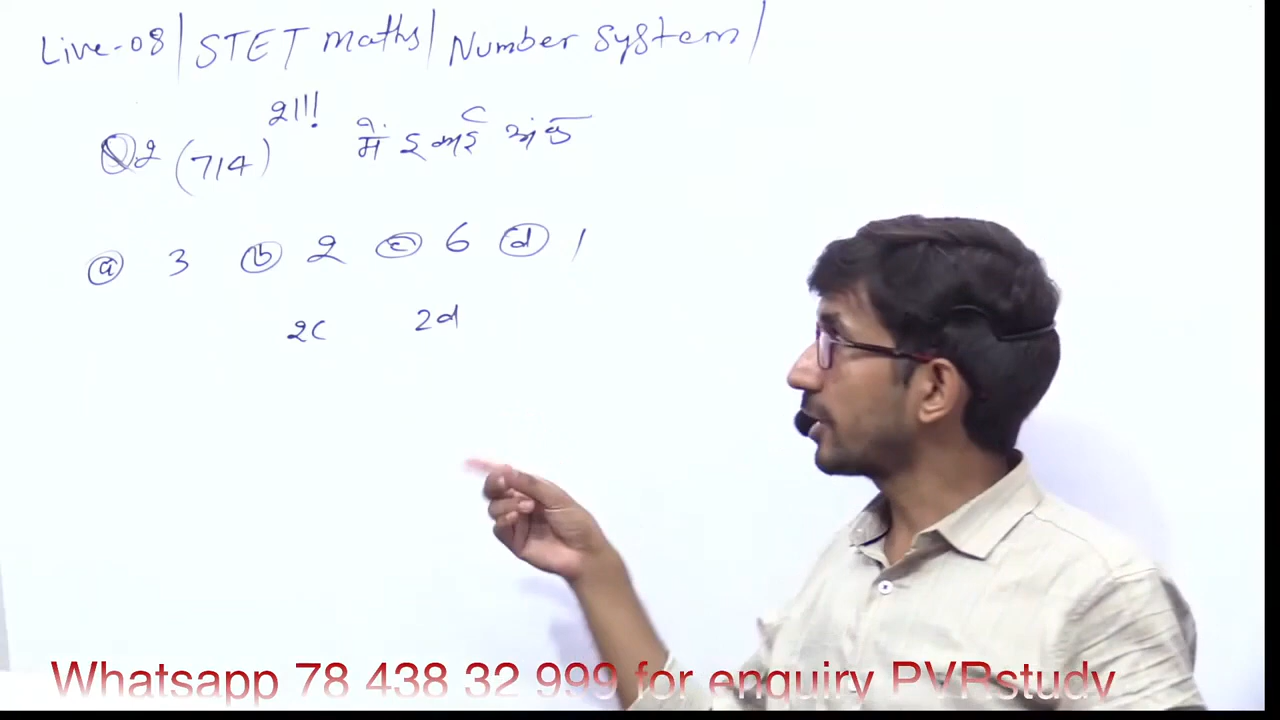 Live-08/ STET maths/ Number System/
Q2 (714)^21!! में इकाई अंक
(a) 3 (b) 2 (c) 6 (d) 1
2c 2d
Whatsapp 78 438 32 999 for enquiry PVRstudy